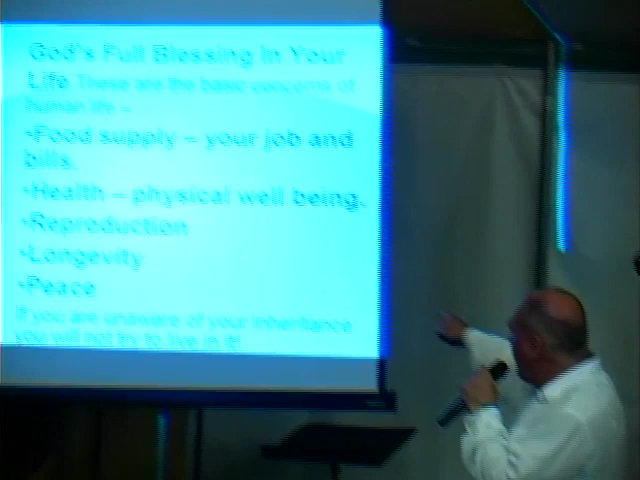 God's Full Blessing In Your
Life These are the basic concerns of
human life –
•Food supply – your job and
bills.
•Health – physical well being.
•Reproduction
•Longevity
•Peace
If you are unaware of your inheritance
you will not try to live in it!